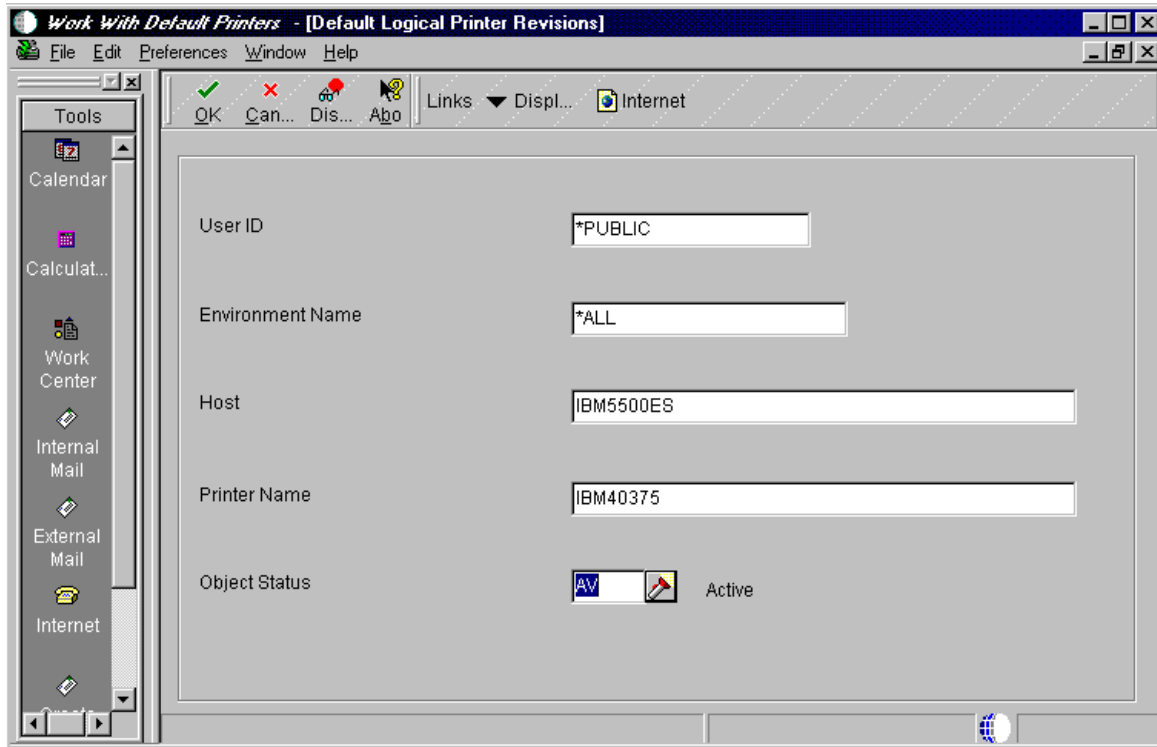 Work With Default Printers - [Default Logical Printer Revisions]
File Edit Preferences Window Help
Tools
OK Can... Dis... Abo Links Displ... Internet
Calendar
Calculat...
Work
Center
Internal
Mail
External
Mail
Internet
User ID *PUBLIC
Environment Name *ALL
Host IBM5500ES
Printer Name IBM40375
Object Status AV Active